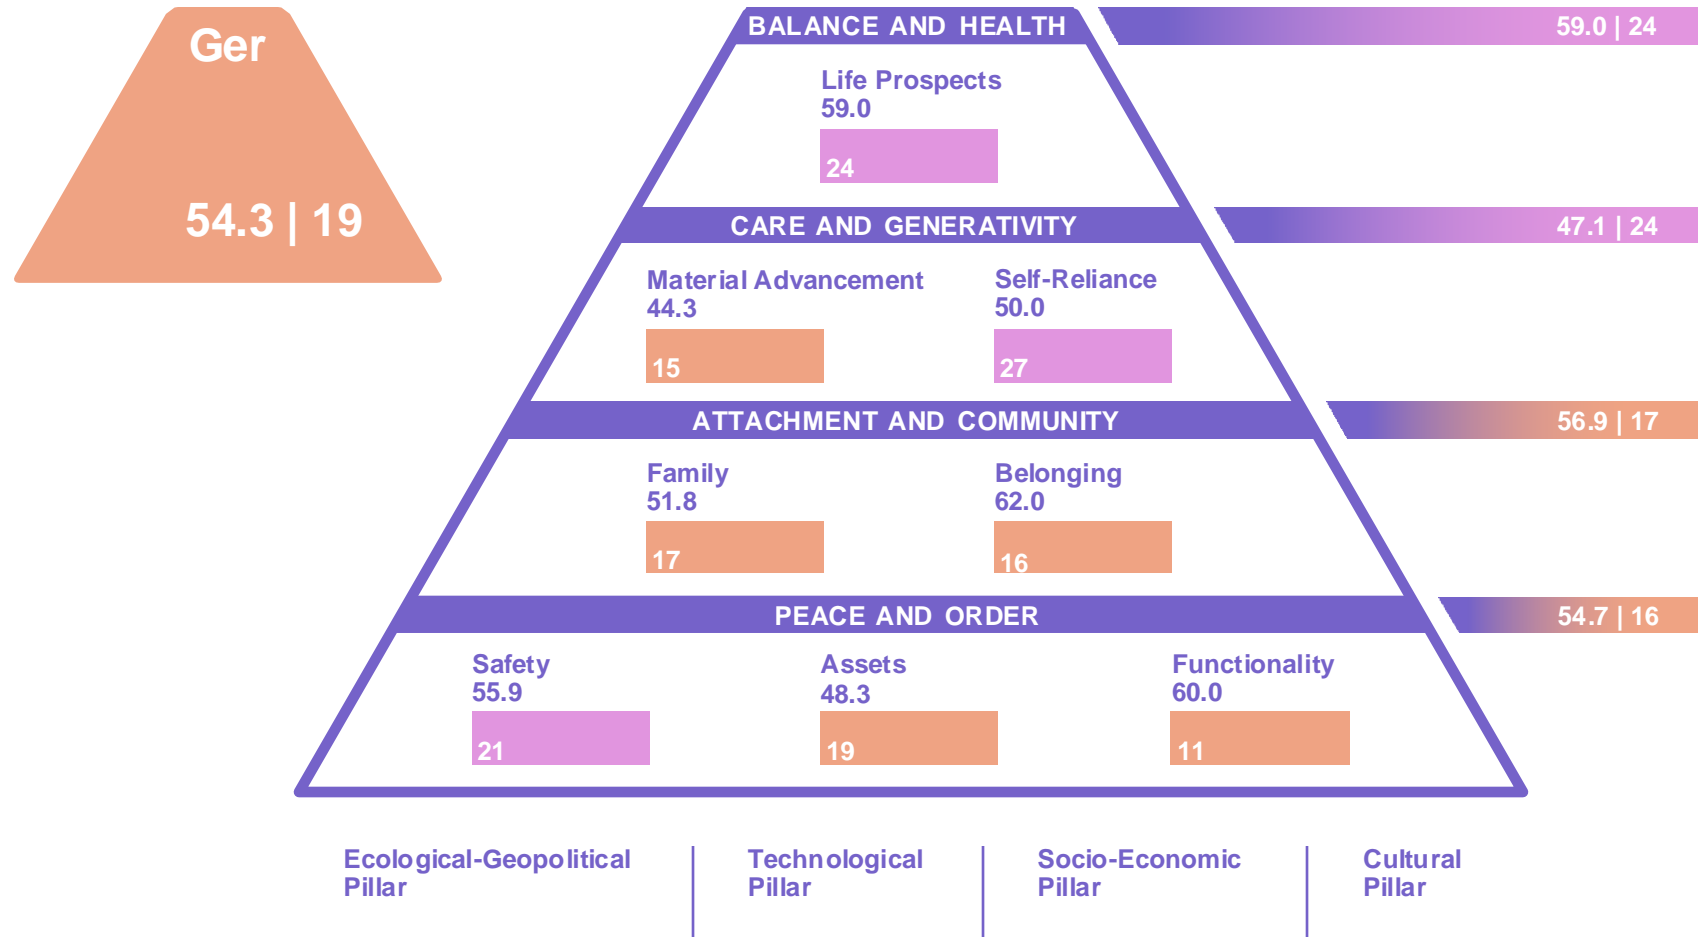 Ger
54.3 | 19
BALANCE AND HEALTH
59.0 | 24
Life Prospects
59.0
24
CARE AND GENERATIVITY
47.1 | 24
Material Advancement
44.3
15
Self-Reliance
50.0
27
ATTACHMENT AND COMMUNITY
56.9 | 17
Family
51.8
17
Belonging
62.0
16
PEACE AND ORDER
54.7 | 16
Safety
55.9
21
Assets
48.3
19
Functionality
60.0
11
Ecological-Geopolitical
Pillar
Technological
Pillar
Socio-Economic
Pillar
Cultural
Pillar